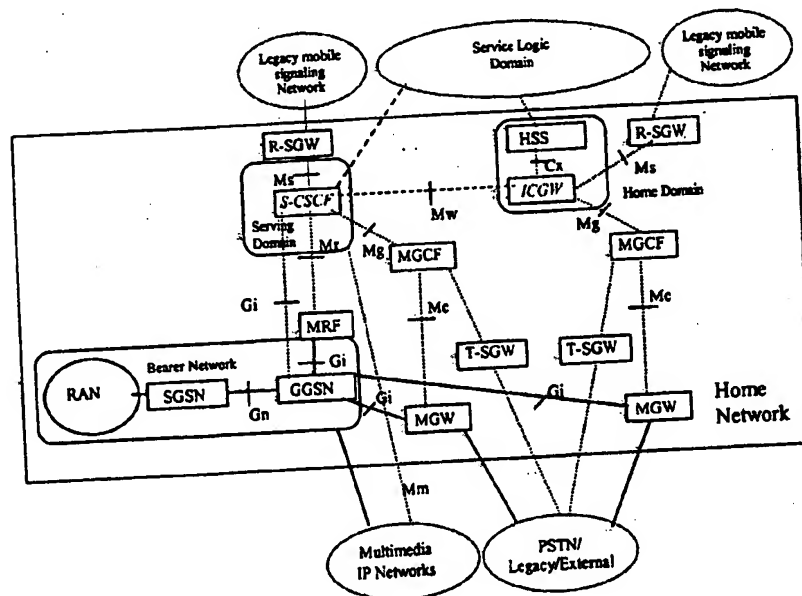 Legacy mobile
signaling
Network
Service Logic
Domain
Legacy mobile
signaling Network
R-SGW
HSS
R-SGW
Ms
Cx
Ms
S-CSCF
ICGW
Home Domain
Mw
Serving
Domain
Mr
Mg
Mg
MGCF
MGCF
Gi
Mc
Mc
MRF
T-SGW
T-SGW
Bearer Network
Gi
RAN
SGSN
GGSN
Gi
Gi
Home
Network
Gn
MGW
MGW
Mm
Multimedia
IP Networks
PSTN/
Legacy/External